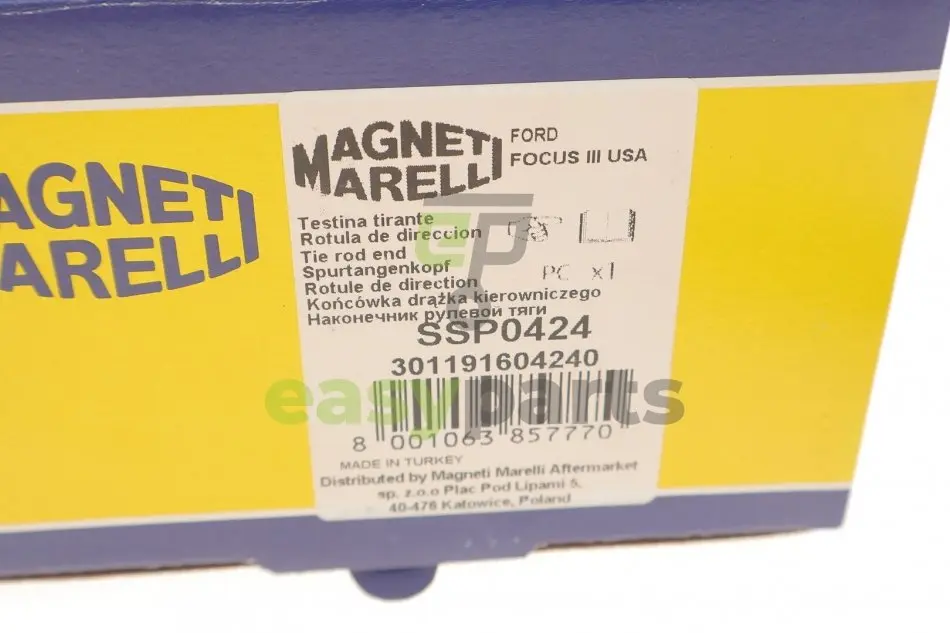 MAGNETI
MARELLI
MAGNETI
MARELLI
FORD
FOCUS III USA
Testina tirante
Rotula de direccion
Tie rod end
Spurtangenkopf
Rotule de direction
Końcówka drążka kierowniczego
Наконечник рулевой тяги
PC x1
SSP0424
301191604240
easyparts
8 001063 857770
MADE IN TURKEY
Distributed by Magneti Marelli Aftermarket
sp. z.o.o Plac Pod Lipami 5,
40-476 Katowice, Poland